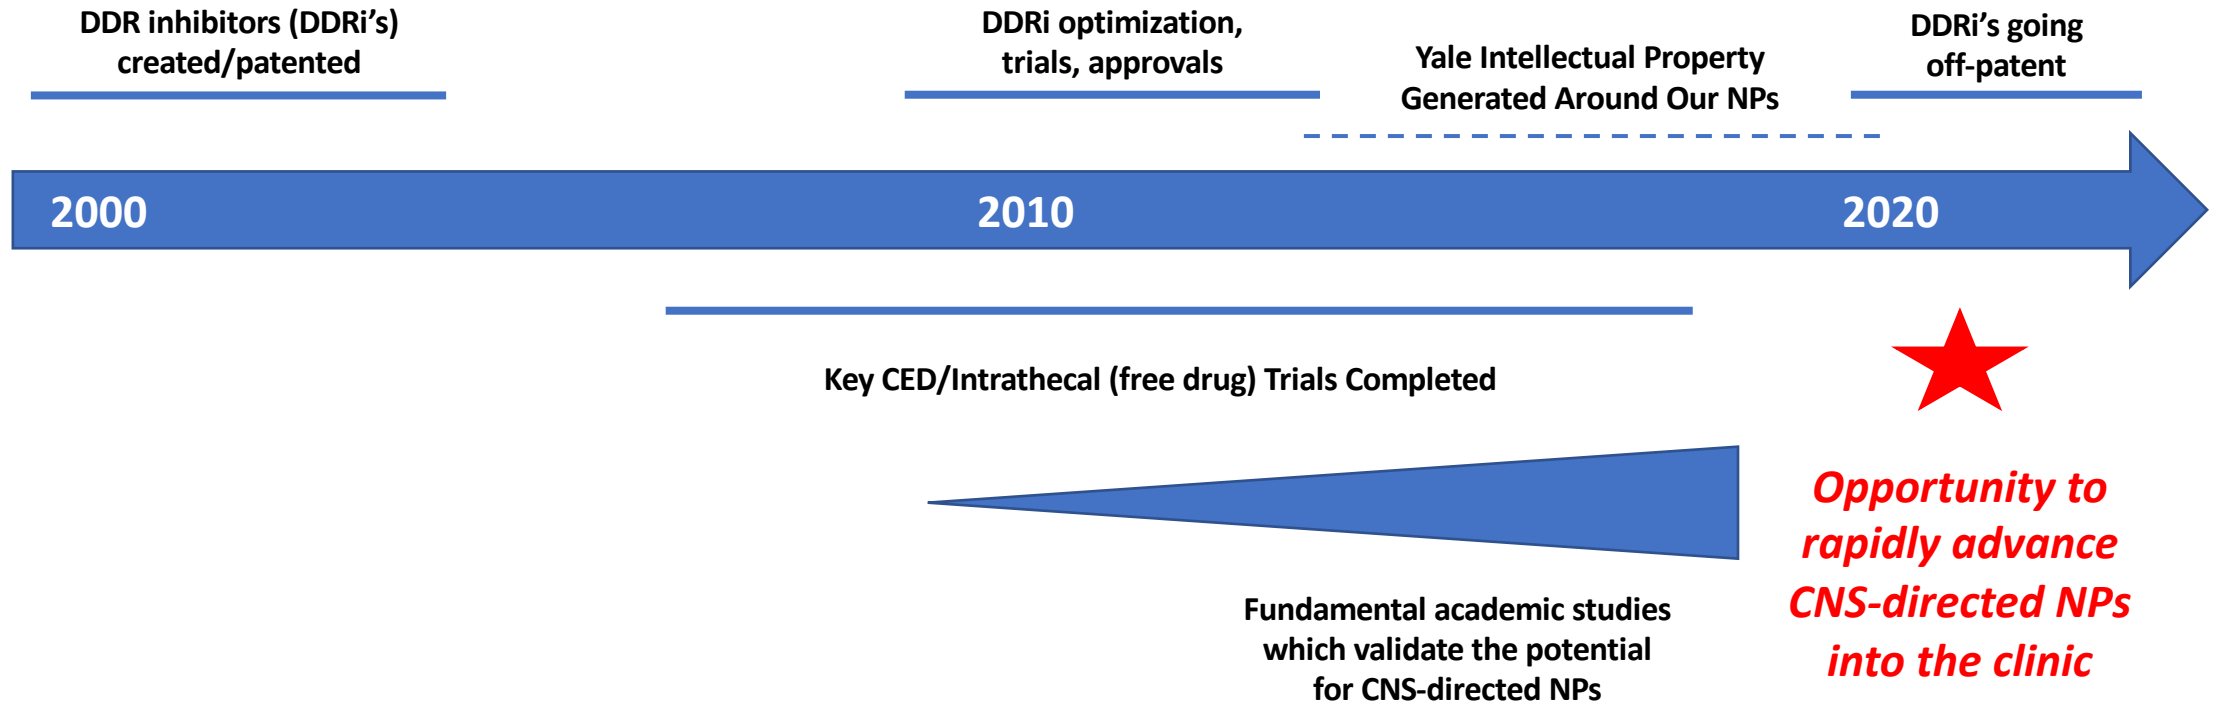 DDR inhibitors (DDRi’s)
created/patented
DDRi optimization,
trials, approvals
Yale Intellectual Property
Generated Around Our NPs
DDRi’s going
off-patent
2000
2010
2020
Key CED/Intrathecal (free drug) Trials Completed
Fundamental academic studies
which validate the potential
for CNS-directed NPs
Opportunity to
rapidly advance
CNS-directed NPs
into the clinic